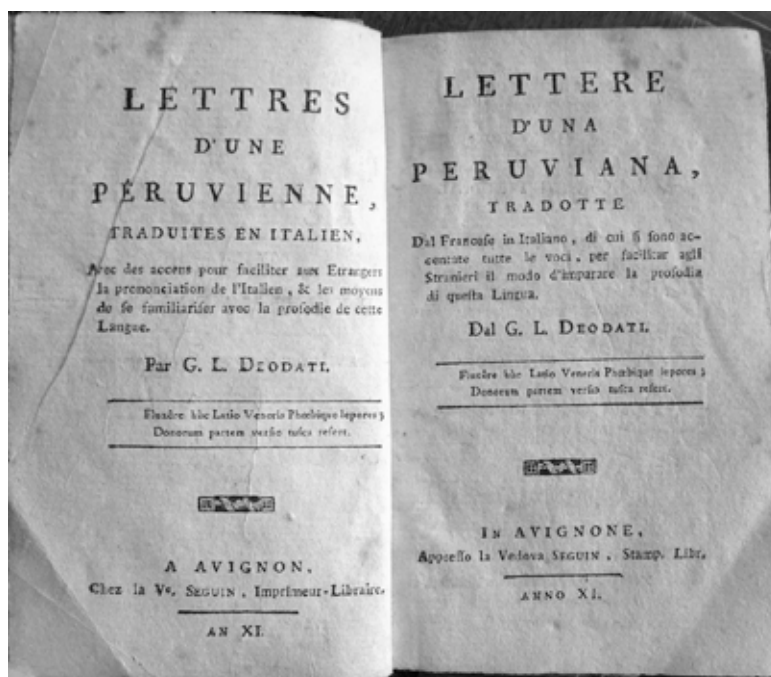 LETTRES
D'UNE
PÉRUVIENNE,
TRADUITES EN ITALIEN,
Avec des accens pour faciliter aux Etrangers
la prononciation de l'Italien, & les moyens
de se familiariser avec la prosodie de cette
Langue.
Par G. L. DEODATI.
hîc Latio Veneris Phœbique lepores ;
Donorum partem versio tusca refert.
A AVIGNON,
Chez la Ve. SEGUIN, Imprimeur-Libraire.
AN XI.
LETTERE
D'UNA
PERUVIANA,
TRADOTTE
Dal Francese in Italiano, di cui si sono ac-
centate tutte le voci, per facilitar agli
Stranieri il modo d'imparare la prosodia
di questa Lingua.
Dal G. L. DEODATI.
hîc Latio Veneris Phœbique lepores ;
Donorum partem versio tusca refert.
IN AVIGNONE,
Appresso la Vedova SEGUIN, Stamp. Libr.
ANNO XI.